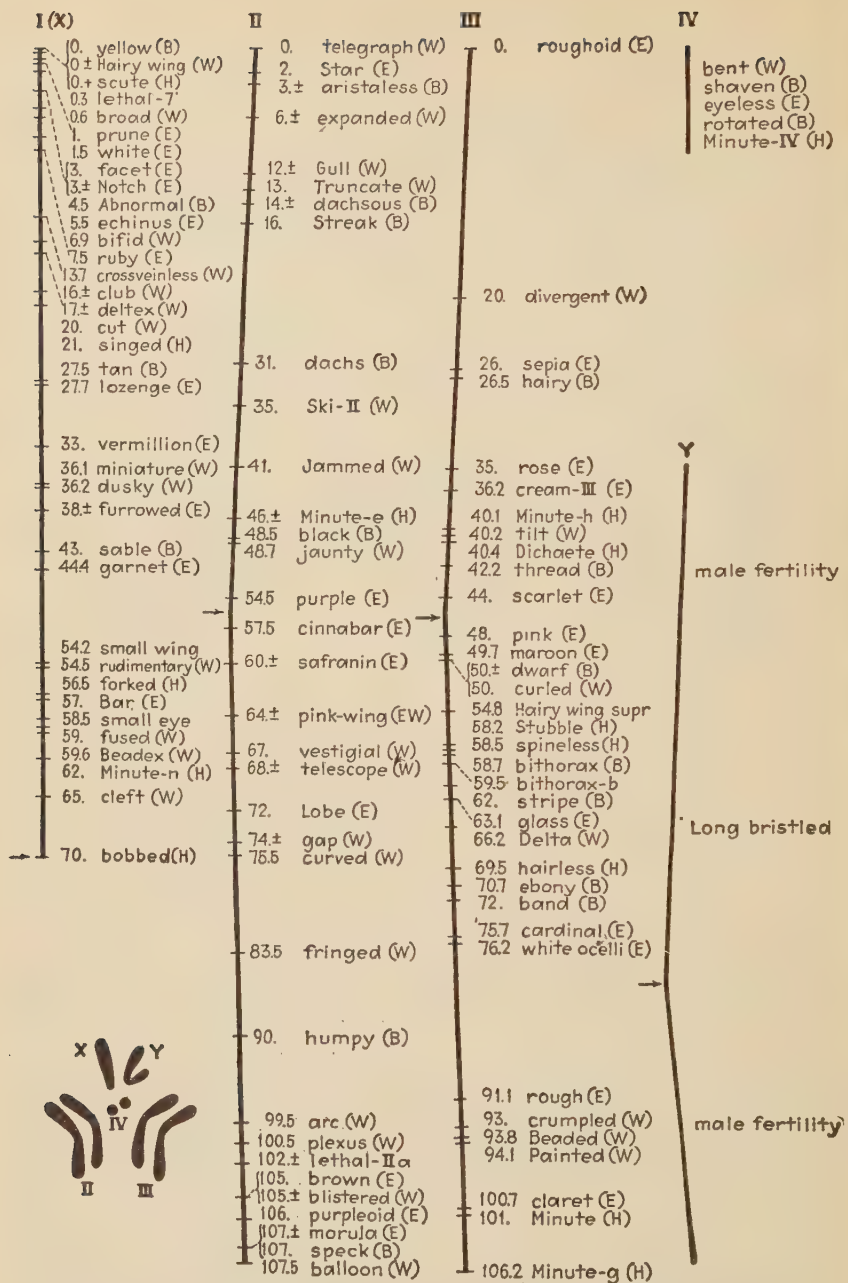 I (X)
0. yellow (B)
0± Hairy wing (W)
0.+ scute (H)
0.3 lethal-7
0.6 broad (W)
1. prune (E)
1.5 white (E)
3. facet (E)
3.± Notch (E)
4.5 Abnormal (B)
5.5 echinus (E)
6.9 bifid (W)
7.5 ruby (E)
13.7 crossveinless (W)
16.± club (W)
17.± deltex (W)
20. cut (W)
21. singed (H)
27.5 tan (B)
27.7 lozenge (E)
33. vermillion (E)
36.1 miniature (W)
36.2 dusky (W)
38.± furrowed (E)
43. sable (B)
44.4 garnet (E)
54.2 small wing
54.5 rudimentary (W)
56.5 forked (H)
57. Bar (E)
58.5 small eye
59. fused (W)
59.6 Beadex (W)
62. Minute-n (H)
65. cleft (W)
70. bobbed (H)
X Y
IV
II III
II
0. telegraph (W)
2. Star (E)
3.± aristaless (B)
6.± expanded (W)
12.± Gull (W)
13. Truncate (W)
14.± dachsous (B)
16. Streak (B)
31. dachs (B)
35. Ski-II (W)
41. Jammed (W)
46.± Minute-e (H)
48.5 black (B)
48.7 jaunty (W)
54.5 purple (E)
57.5 cinnabar (E)
60.± safranin (E)
64.± pink-wing (EW)
67. vestigial (W)
68.± telescope (W)
72. Lobe (E)
74.± gap (W)
75.5 curved (W)
83.5 fringed (W)
90. humpy (B)
99.5 arc (W)
100.5 plexus (W)
102.± lethal-IIa
105. brown (E)
105.± blistered (W)
106. purpleoid (E)
107.± morula (E)
107. speck (B)
107.5 balloon (W)
III
0. roughoid (E)
20. divergent (W)
26. sepia (E)
26.5 hairy (B)
35. rose (E)
36.2 cream-III (E)
40.1 Minute-h (H)
40.2 tilt (W)
40.4 Dichaete (H)
42.2 thread (B)
44. scarlet (E)
48. pink (E)
49.7 maroon (E)
50.± dwarf (B)
50. curled (W)
54.8 Hairy wing supr
58.2 Stubble (H)
58.5 spineless (H)
58.7 bithorax (B)
59.5 bithorax-b
62. stripe (B)
63.1 glass (E)
66.2 Delta (W)
69.5 hairless (H)
70.7 ebony (B)
72. band (B)
75.7 cardinal (E)
76.2 white ocelli (E)
91.1 rough (E)
93. crumpled (W)
93.8 Beaded (W)
94.1 Painted (W)
100.7 claret (E)
101. Minute (H)
106.2 Minute-g (H)
IV
bent (W)
shaven (B)
eyeless (E)
rotated (B)
Minute-IV (H)
Y
male fertility
Long bristled
male fertility